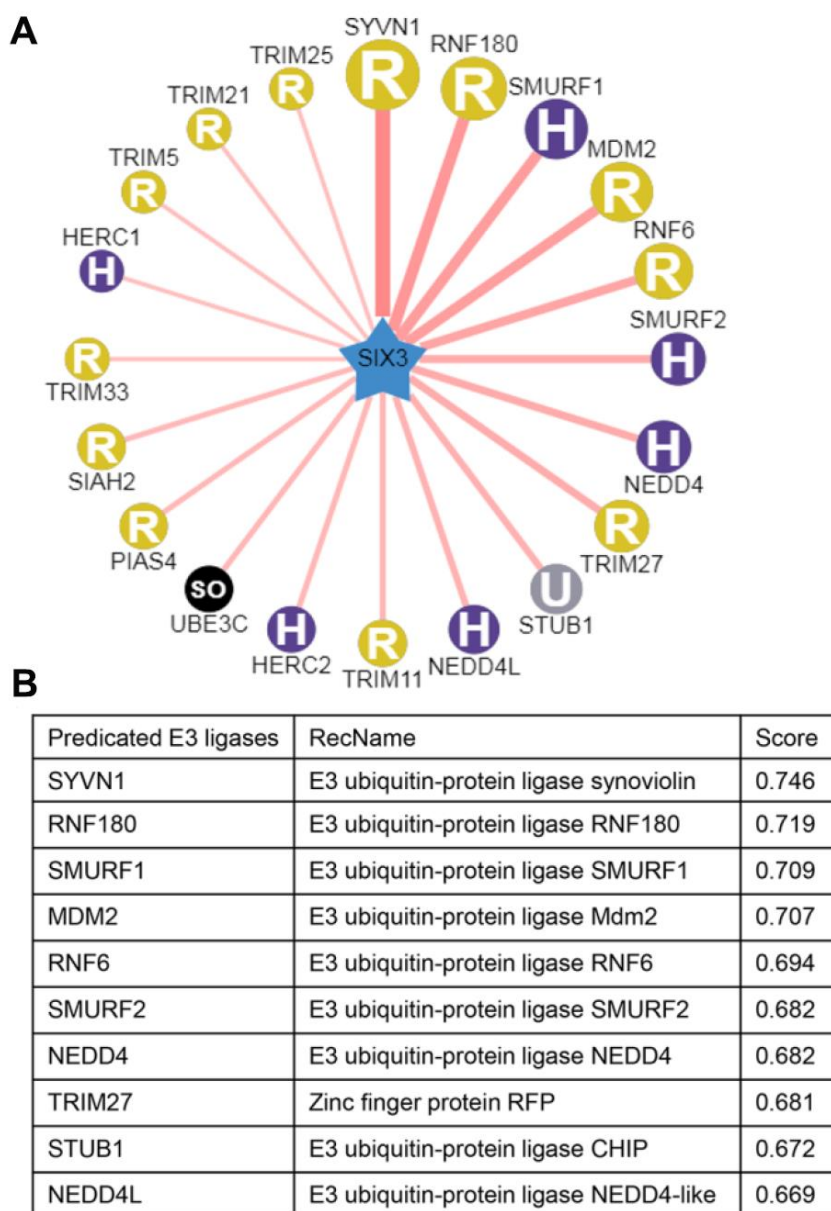 A
SYVN1
R
RNF180
R
SMURF1
H
MDM2
R
RNF6
R
SMURF2
H
H
NEDD4
R
TRIM27
U
STUB1
H
NEDD4L
R
TRIM11
H
HERC2
SO
UBE3C
R
PIAS4
R
SIAH2
R
TRIM33
HERC1
H
TRIM5
R
TRIM21
R
TRIM25
R
SIX3
B
Predicated E3 ligases RecName Score
SYVN1 E3 ubiquitin-protein ligase synoviolin 0.746
RNF180 E3 ubiquitin-protein ligase RNF180 0.719
SMURF1 E3 ubiquitin-protein ligase SMURF1 0.709
MDM2 E3 ubiquitin-protein ligase Mdm2 0.707
RNF6 E3 ubiquitin-protein ligase RNF6 0.694
SMURF2 E3 ubiquitin-protein ligase SMURF2 0.682
NEDD4 E3 ubiquitin-protein ligase NEDD4 0.682
TRIM27 Zinc finger protein RFP 0.681
STUB1 E3 ubiquitin-protein ligase CHIP 0.672
NEDD4L E3 ubiquitin-protein ligase NEDD4-like 0.669